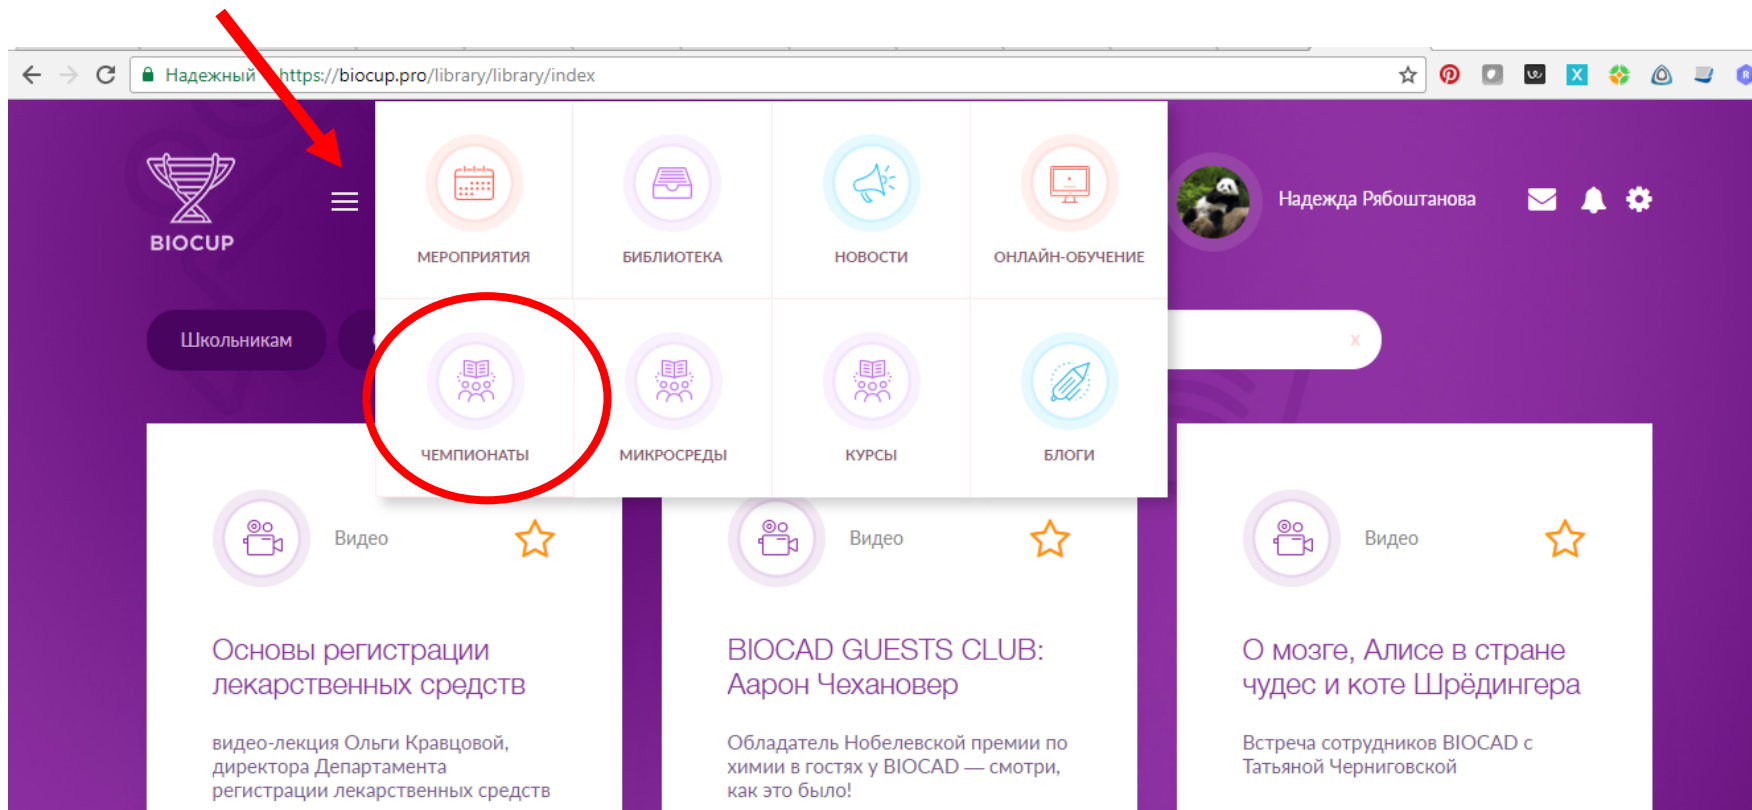 Надежный
https://biocup.pro/library/library/index
BIOCUP
МЕРОПРИЯТИЯ
БИБЛИОТЕКА
НОВОСТИ
ОНЛАЙН-ОБУЧЕНИЕ
Надежда Рябоштанова
Школьникам
x
ЧЕМПИОНАТЫ
МИКРОСРЕДЫ
КУРСЫ
БЛОГИ
Видео
Видео
Видео
Основы регистрации
лекарственных средств
видео-лекция Ольги Кравцовой,
директора Департамента
регистрации лекарственных средств
BIOCAD GUESTS CLUB:
Аарон Чехановер
Обладатель Нобелевской премии по
химии в гостях у BIOCAD — смотри,
как это было!
О мозге, Алисе в стране
чудес и коте Шрёдингера
Встреча сотрудников BIOCAD с
Татьяной Черниговской